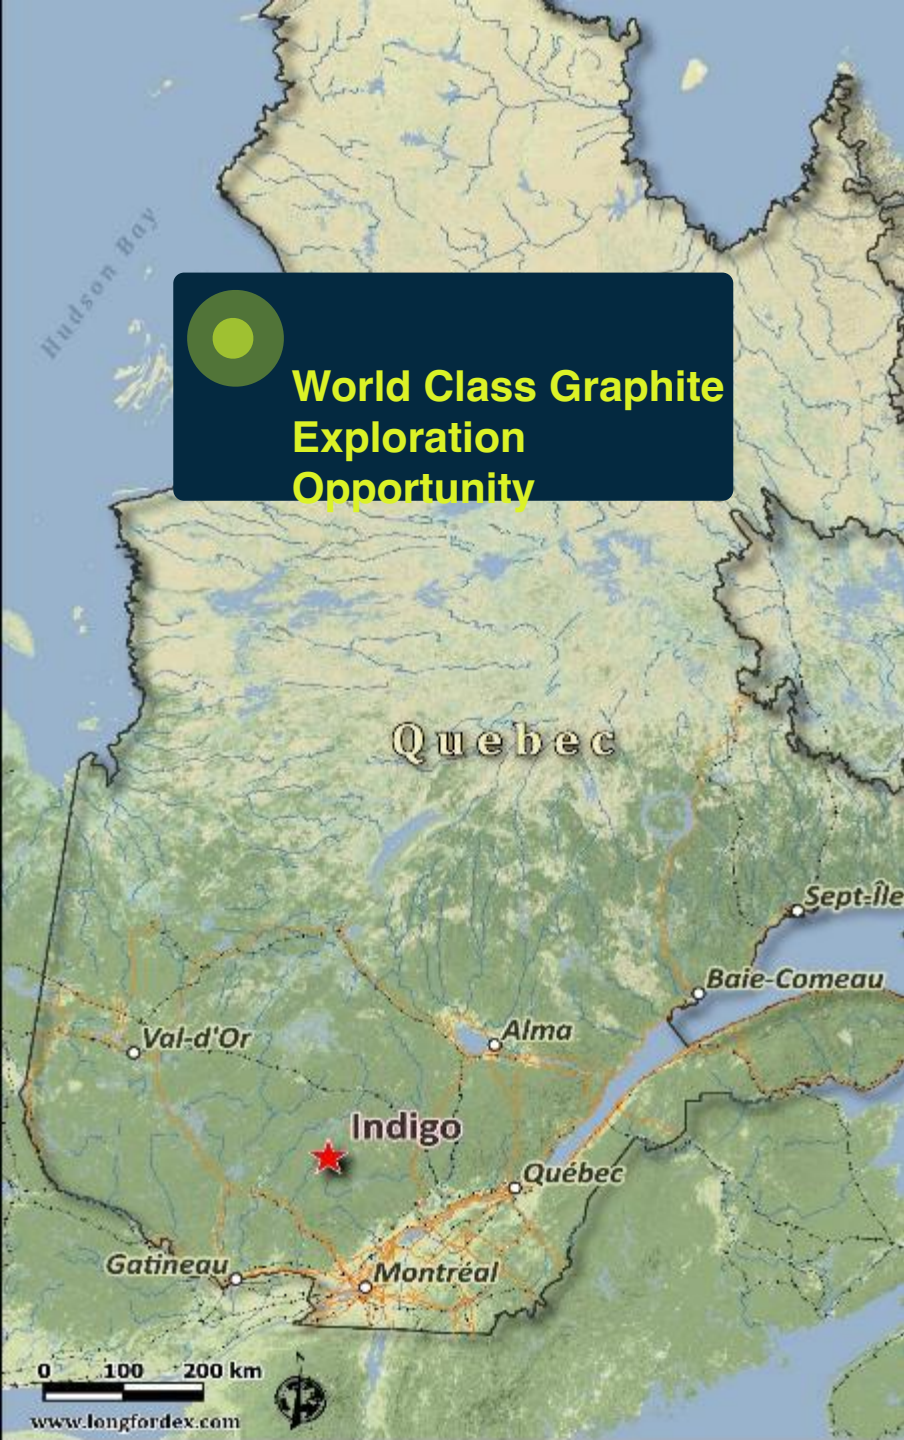 Hudson Bay
World Class Graphite
Exploration
Opportunity
Quebec
Sept-Île
Baie-Comeau
Val-d'Or
Alma
Indigo
Québec
Gatineau
Montréal
0 100 200 km
N
www.longfordex.com